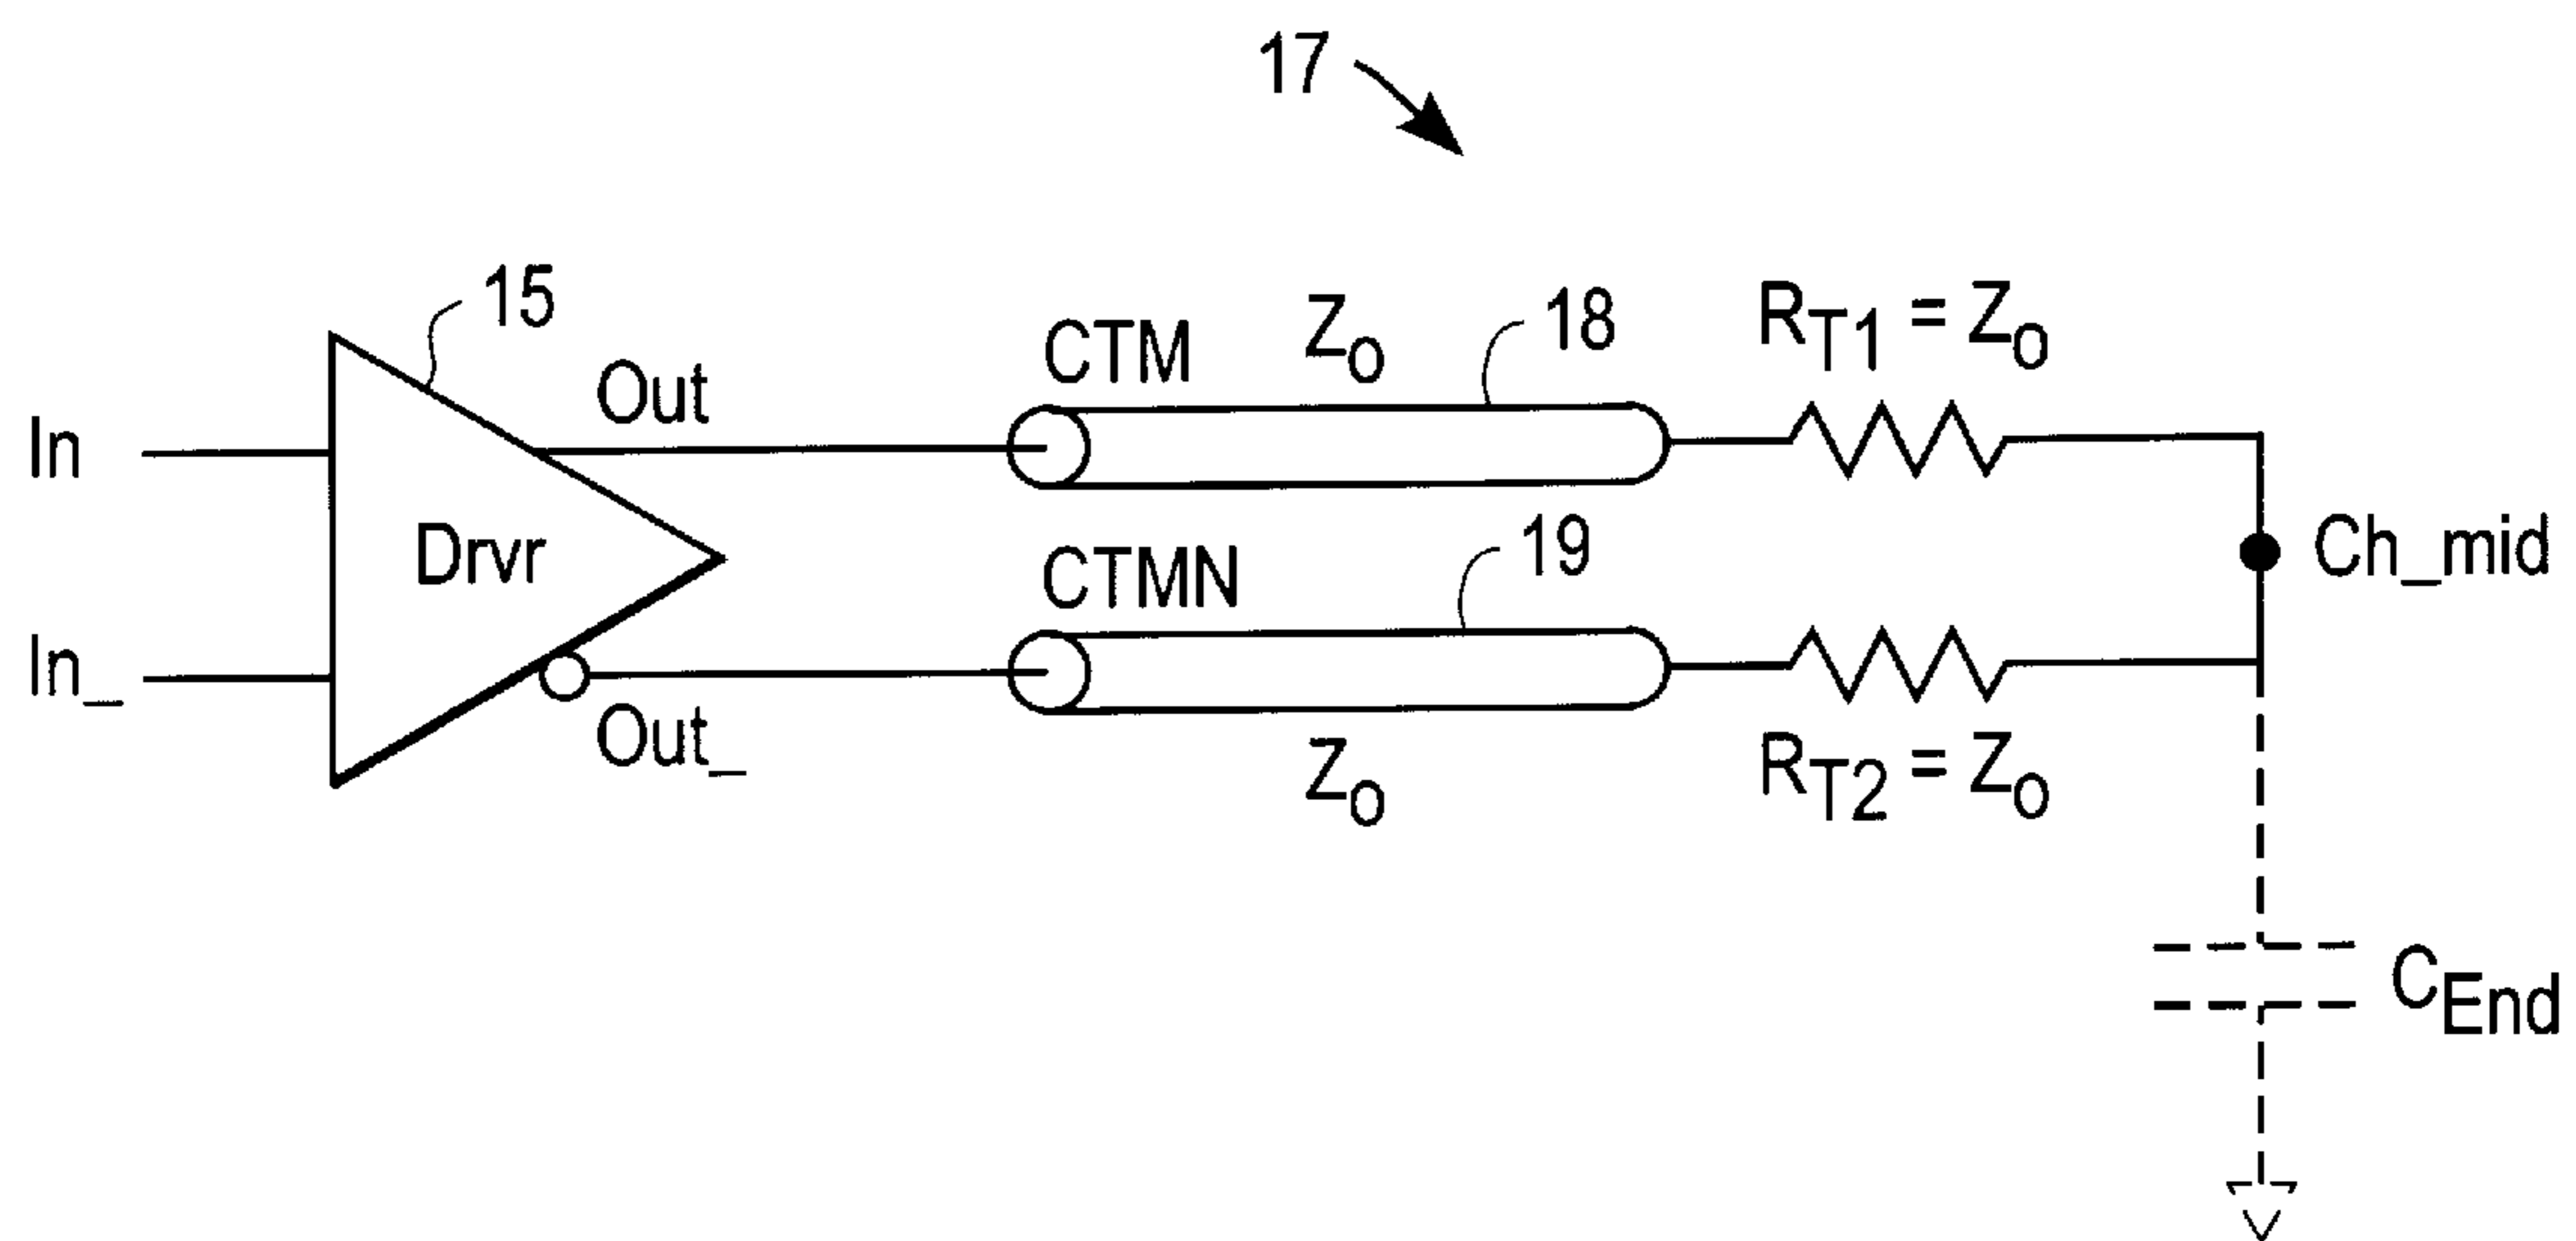 17
15
In
Out
CTM
Zo
18
RT1 = Zo
Drvr
In_
Out_
CTMN
19
Zo
RT2 = Zo
Ch_mid
CEnd